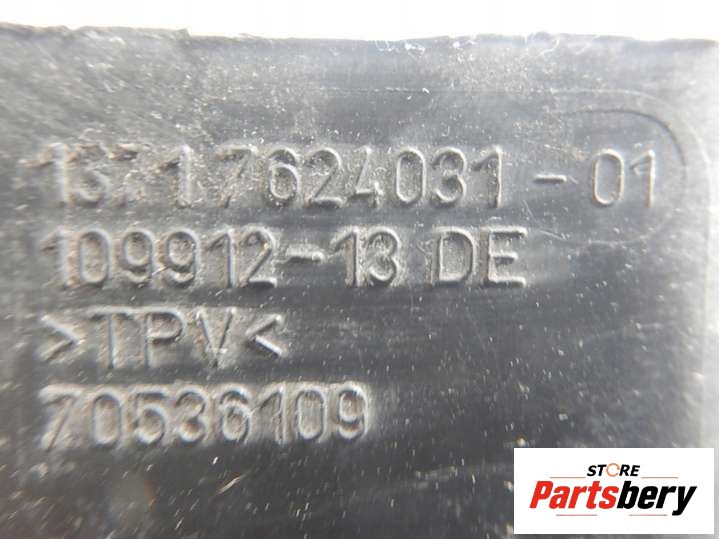 13717624031-01
109912-13 DE
>TPV<
70536109
STORE
Partsbery